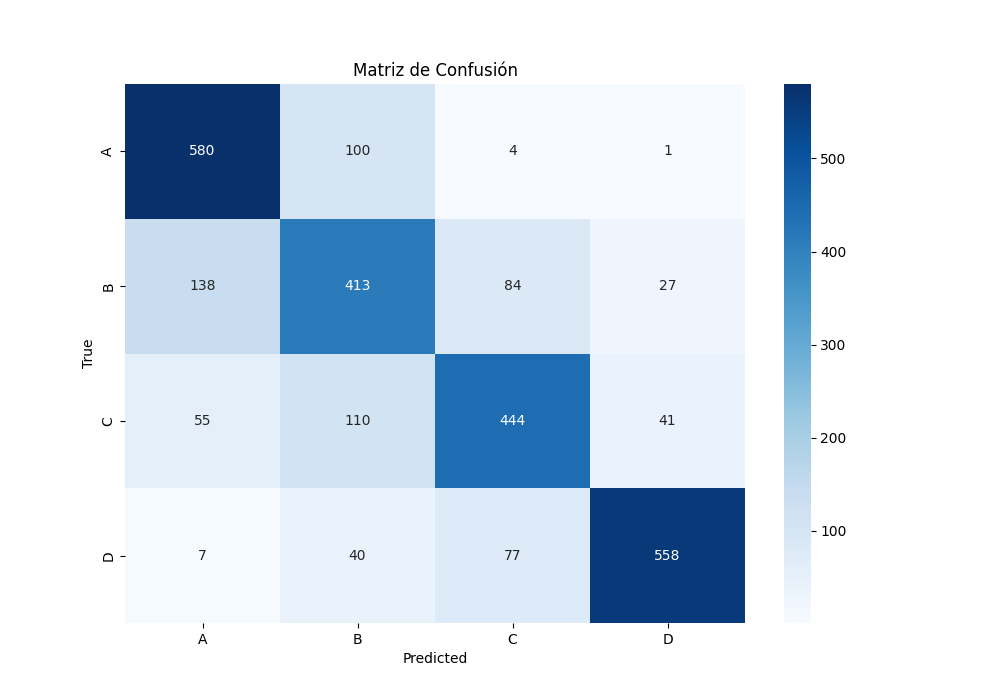 Matriz de Confusión
True
A 580 100 4 1
B 138 413 84 27
C 55 110 444 41
D 7 40 77 558
A B C D
Predicted
500
400
300
200
100